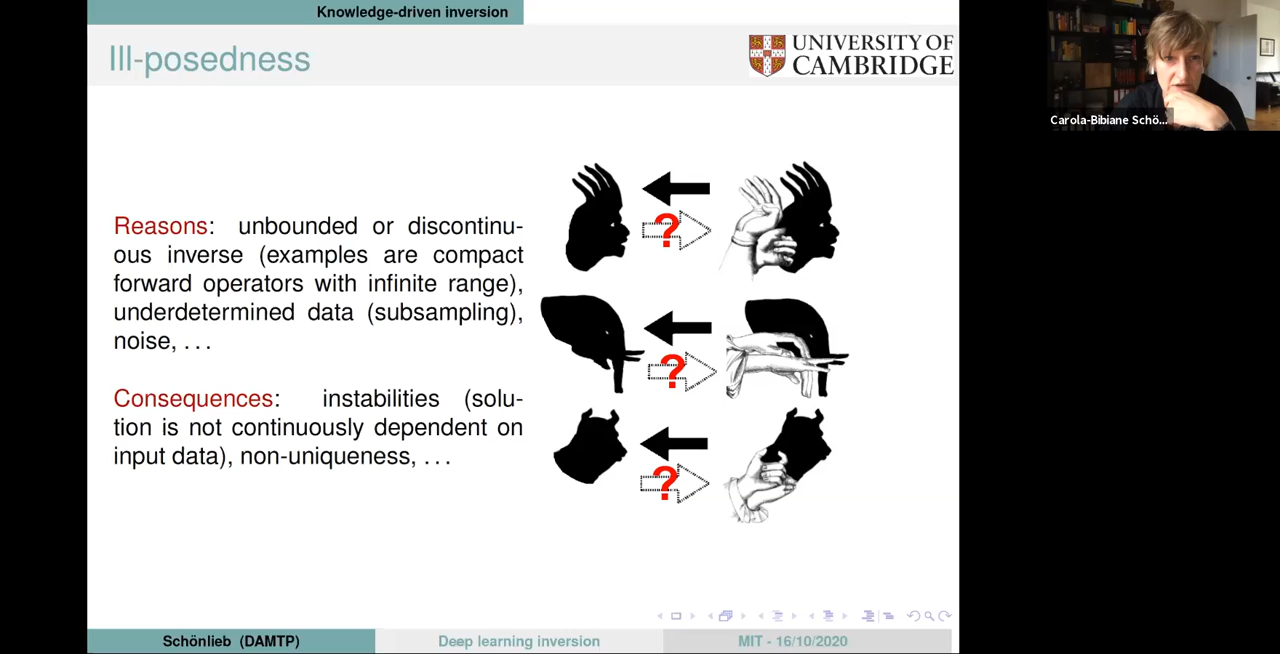 Knowledge-driven inversion
Ill-posedness
UNIVERSITY OF
CAMBRIDGE
Carola-Bibiane Schö...
Reasons: unbounded or discontinu-
ous inverse (examples are compact
forward operators with infinite range),
underdetermined data (subsampling),
noise, ...
Consequences: instabilities (solu-
tion is not continuously dependent on
input data), non-uniqueness, ...
?
?
?
Schönlieb (DAMTP)
Deep learning inversion
MIT - 16/10/2020